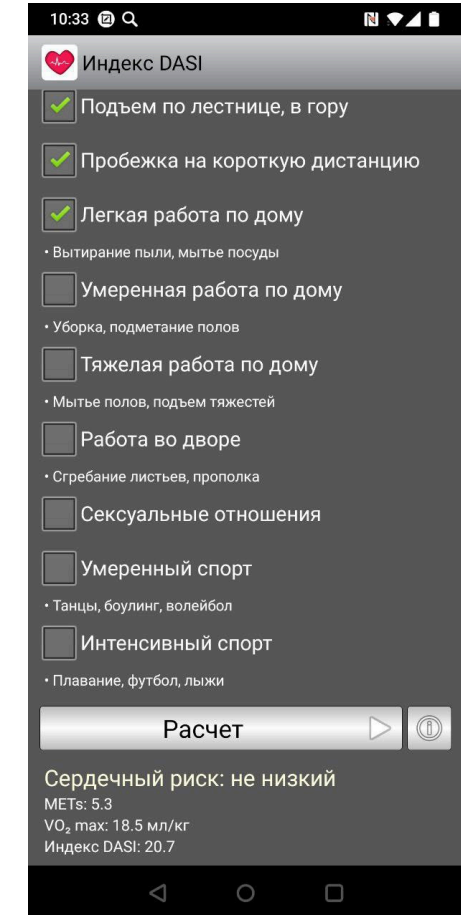 10:33
Индекс DASI
Подъем по лестнице, в гору
Пробежка на короткую дистанцию
Легкая работа по дому
• Вытирание пыли, мытье посуды
Умеренная работа по дому
• Уборка, подметание полов
Тяжелая работа по дому
• Мытье полов, подъем тяжестей
Работа во дворе
• Сгребание листьев, прополка
Сексуальные отношения
Умеренный спорт
• Танцы, боулинг, волейбол
Интенсивный спорт
• Плавание, футбол, лыжи
Расчет
Сердечный риск: не низкий
METs: 5.3
VO₂ max: 18.5 мл/кг
Индекс DASI: 20.7